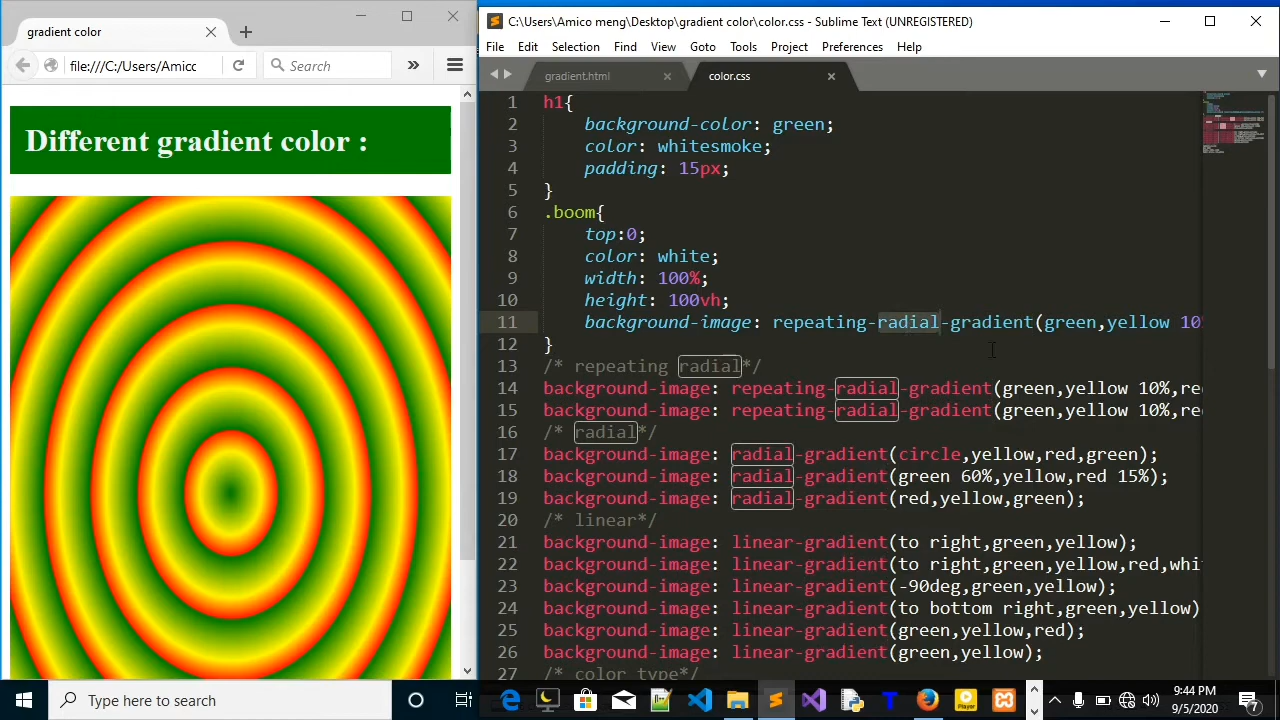 gradient color
file:///C:/Users/Amicc
Search
Different gradient color :
C:\Users\Amico meng\Desktop\gradient color\color.css - Sublime Text (UNREGISTERED)
File Edit Selection Find View Goto Tools Project Preferences Help
gradient.html color.css
1 h1{
2 background-color: green;
3 color: whitesmoke;
4 padding: 15px;
5 }
6 .boom{
7 top:0;
8 color: white;
9 width: 100%;
10 height: 100vh;
11 background-image: repeating-radial-gradient(green,yellow 10
12 }
13 /* repeating radial*/
14 background-image: repeating-radial-gradient(green,yellow 10%,red
15 background-image: repeating-radial-gradient(green,yellow 10%,red
16 /* radial*/
17 background-image: radial-gradient(circle,yellow,red,green);
18 background-image: radial-gradient(green 60%,yellow,red 15%);
19 background-image: radial-gradient(red,yellow,green);
20 /* linear*/
21 background-image: linear-gradient(to right,green,yellow);
22 background-image: linear-gradient(to right,green,yellow,red,whi
23 background-image: linear-gradient(-90deg,green,yellow);
24 background-image: linear-gradient(to bottom right,green,yellow)
25 background-image: linear-gradient(green,yellow,red);
26 background-image: linear-gradient(green,yellow);
27 /* color type*/
Type here to search
Player
9:44 PM
9/5/2020
7